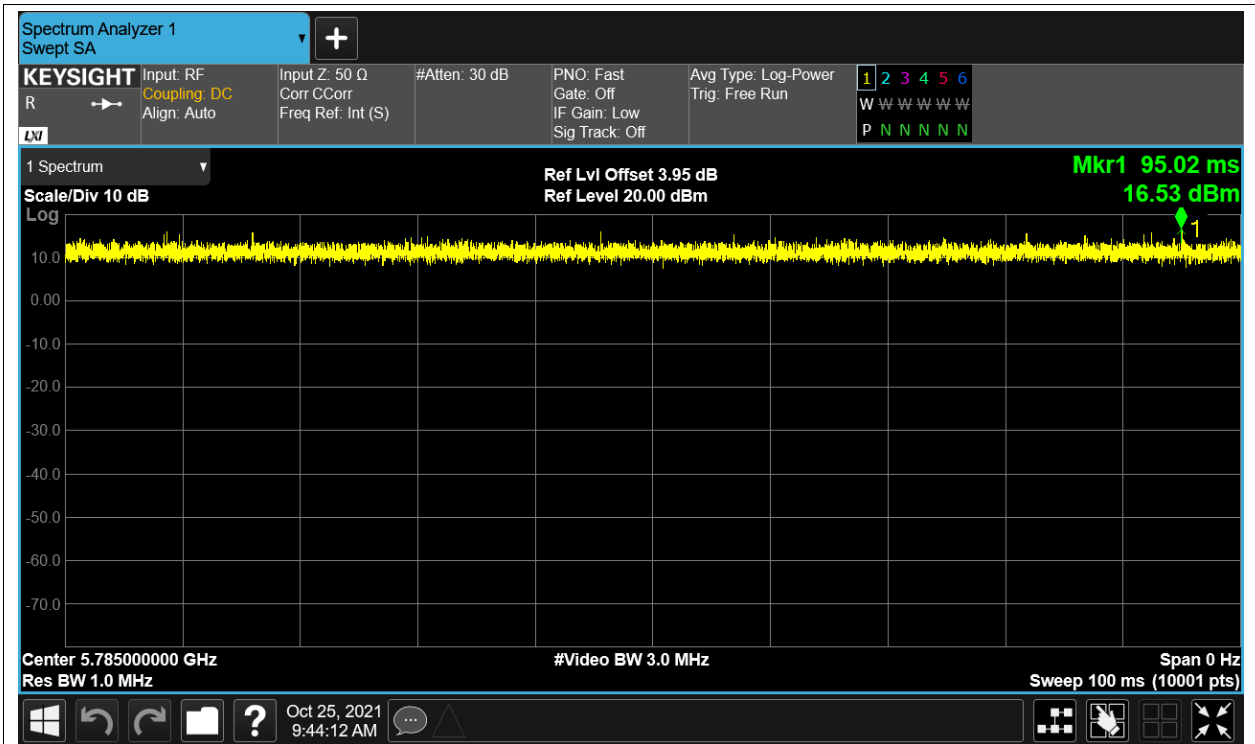 Spectrum Analyzer 1
Swept SA
KEYSIGHT
R
LXI
Input: RF
Coupling: DC
Align: Auto
Input Z: 50 Ω
Corr CCorr
Freq Ref: Int (S)
#Atten: 30 dB
PNO: Fast
Gate: Off
IF Gain: Low
Sig Track: Off
Avg Type: Log-Power
Trig: Free Run
1 2 3 4 5 6
W W W W W W
P N N N N N
1 Spectrum
Scale/Div 10 dB
Log
Ref Lvl Offset 3.95 dB
Ref Level 20.00 dBm
Mkr1 95.02 ms
16.53 dBm
1
10.0
0.00
-10.0
-20.0
-30.0
-40.0
-50.0
-60.0
-70.0
Center 5.785000000 GHz
Res BW 1.0 MHz
#Video BW 3.0 MHz
Span 0 Hz
Sweep 100 ms (10001 pts)
?
Oct 25, 2021
9:44:12 AM